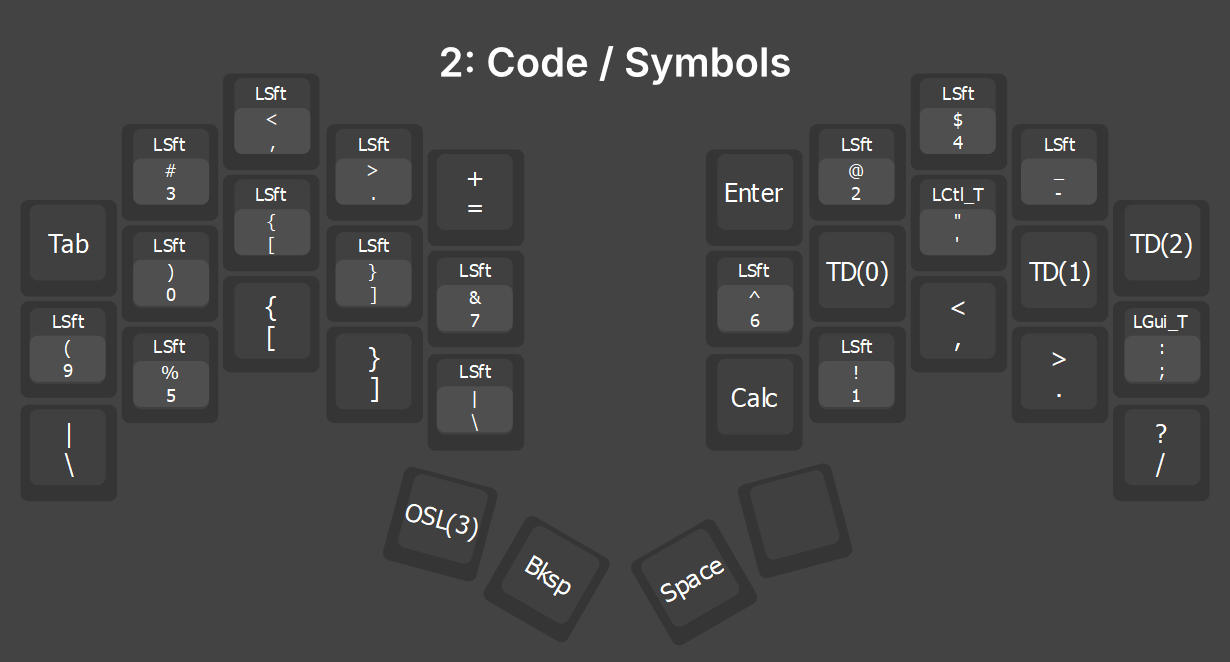 2: Code / Symbols
Tab
LSft
#
3
LSft
<
,
LSft
>
.
+
=
Enter
LSft
@
2
LSft
$
4
LSft
_
-
TD(2)
LSft
(
9
LSft
)
0
LSft
{
[
LSft
}
]
LSft
&
7
LSft
^
6
TD(0)
LCtl_T
"
'
TD(1)
LGui_T
:
;
|
\
LSft
%
5
{
[
}
]
LSft
|
\
Calc
LSft
!
1
<
,
>
.
?
/
OSL(3)
Bksp
Space